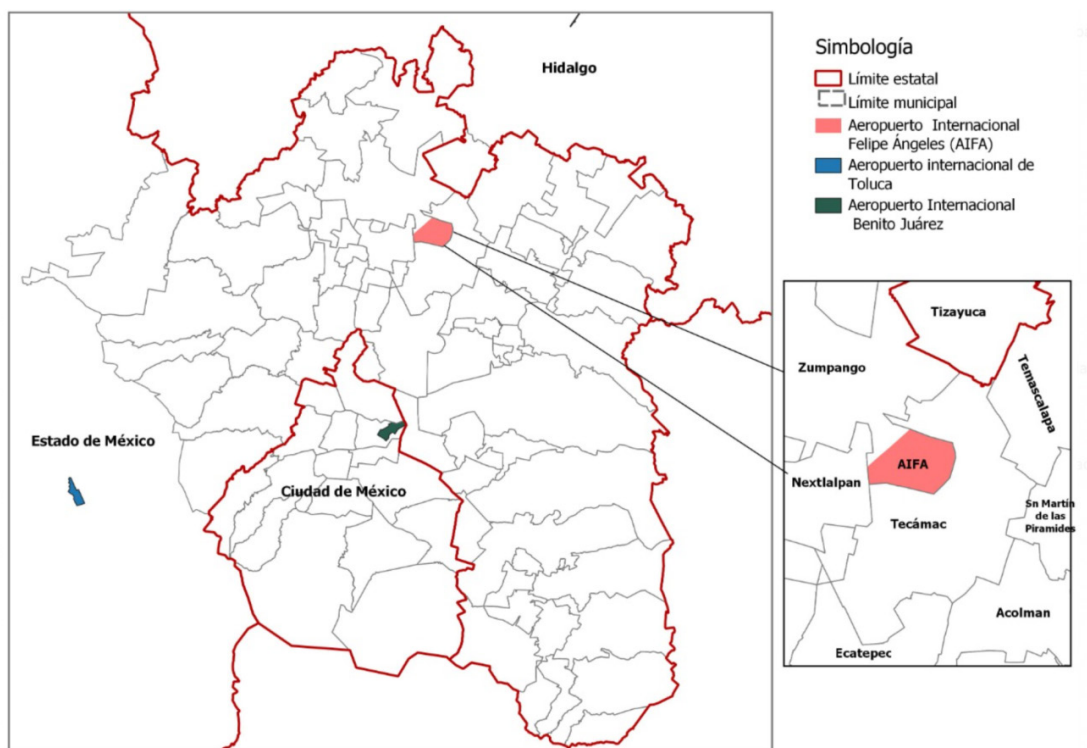 Hidalgo
Estado de México
Ciudad de México
Simbología
Límite estatal
Límite municipal
Aeropuerto Internacional
Felipe Ángeles (AIFA)
Aeropuerto internacional de
Toluca
Aeropuerto Internacional
Benito Juárez
Tizayuca
Zumpango
Temascalapa
AIFA
Nextlalpan
Tecámac
Sn Martín
de las
Piramides
Acolman
Ecatepec